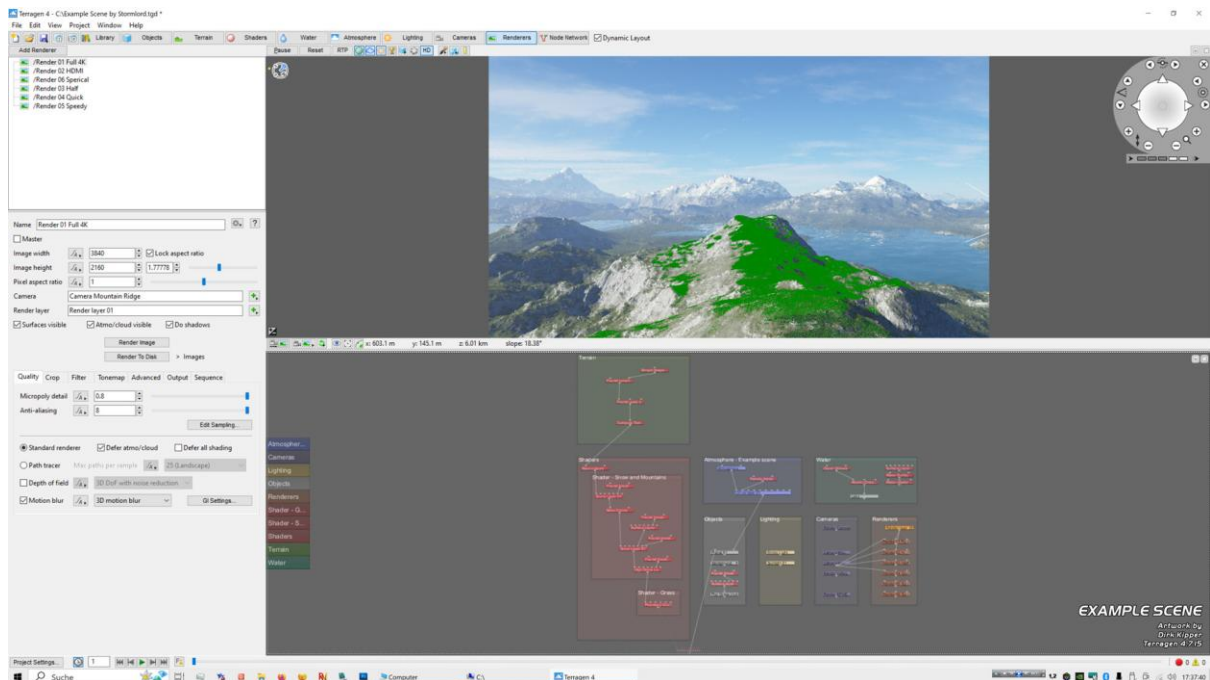 Terragen 4 - C:\Example Scene by Stormlord.tgd *
File Edit View Project Window Help
Library Objects Terrain Shaders Water Atmosphere Lighting Cameras Renderers Node Network Dynamic Layout
Add Renderer
Pause Reset RTP HD
/Render 01 Full 4K
/Render 02 HDMI
/Render 06 Sperical
/Render 03 Half
/Render 04 Quick
/Render 05 Speedy
Name Render 01 Full 4K ?
Master
Image width 3840 Lock aspect ratio
Image height 2160 1.77778
Pixel aspect ratio 1
Camera Camera Mountain Ridge
Render layer Render layer 01
Surfaces visible Atmo/cloud visible Do shadows
Render Image
Render To Disk > Images
x: 603.1 m y: 145.1 m z: 6.01 km slope: 18.38°
Quality Crop Filter Tonemap Advanced Output Sequence
Micropoly detail 0.8
Anti-aliasing 8
Edit Sampling...
Standard renderer Defer atmo/cloud Defer all shading
Path tracer Max paths per sample 25 (Landscape)
Depth of field 3D DoF with noise reduction
Motion blur 3D motion blur GI Settings...
Atmospher...
Cameras
Lighting
Objects
Renderers
Shader - G...
Shader - S...
Shaders
Terrain
Water
Terrain
Shaders
Shader - Snow and Mountains
Shader - Grass
Atmosphere - Example scene
Water
Objects
Lighting
Cameras
Renderers
EXAMPLE SCENE
Artwork by
Dirk Kipper
Terragen 4.7.15
Project Settings... 1
0 0
Suche Computer C:\ Terragen 4 17:37:40